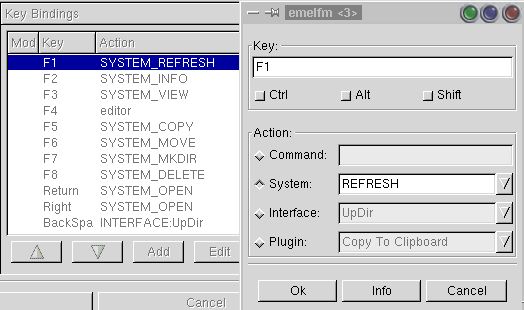 Key Bindings
Mod Key Action
F1 SYSTEM_REFRESH
F2 SYSTEM_INFO
F3 SYSTEM_VIEW
F4 editor
F5 SYSTEM_COPY
F6 SYSTEM_MOVE
F7 SYSTEM_MKDIR
F8 SYSTEM_DELETE
Return SYSTEM_OPEN
Right SYSTEM_OPEN
BackSpa INTERFACE:UpDir
Add Edit
Cancel
emelfm <3>
Key:
F1
Ctrl Alt Shift
Action:
Command:
System: REFRESH
Interface: UpDir
Plugin: Copy To Clipboard
Ok Info Cancel